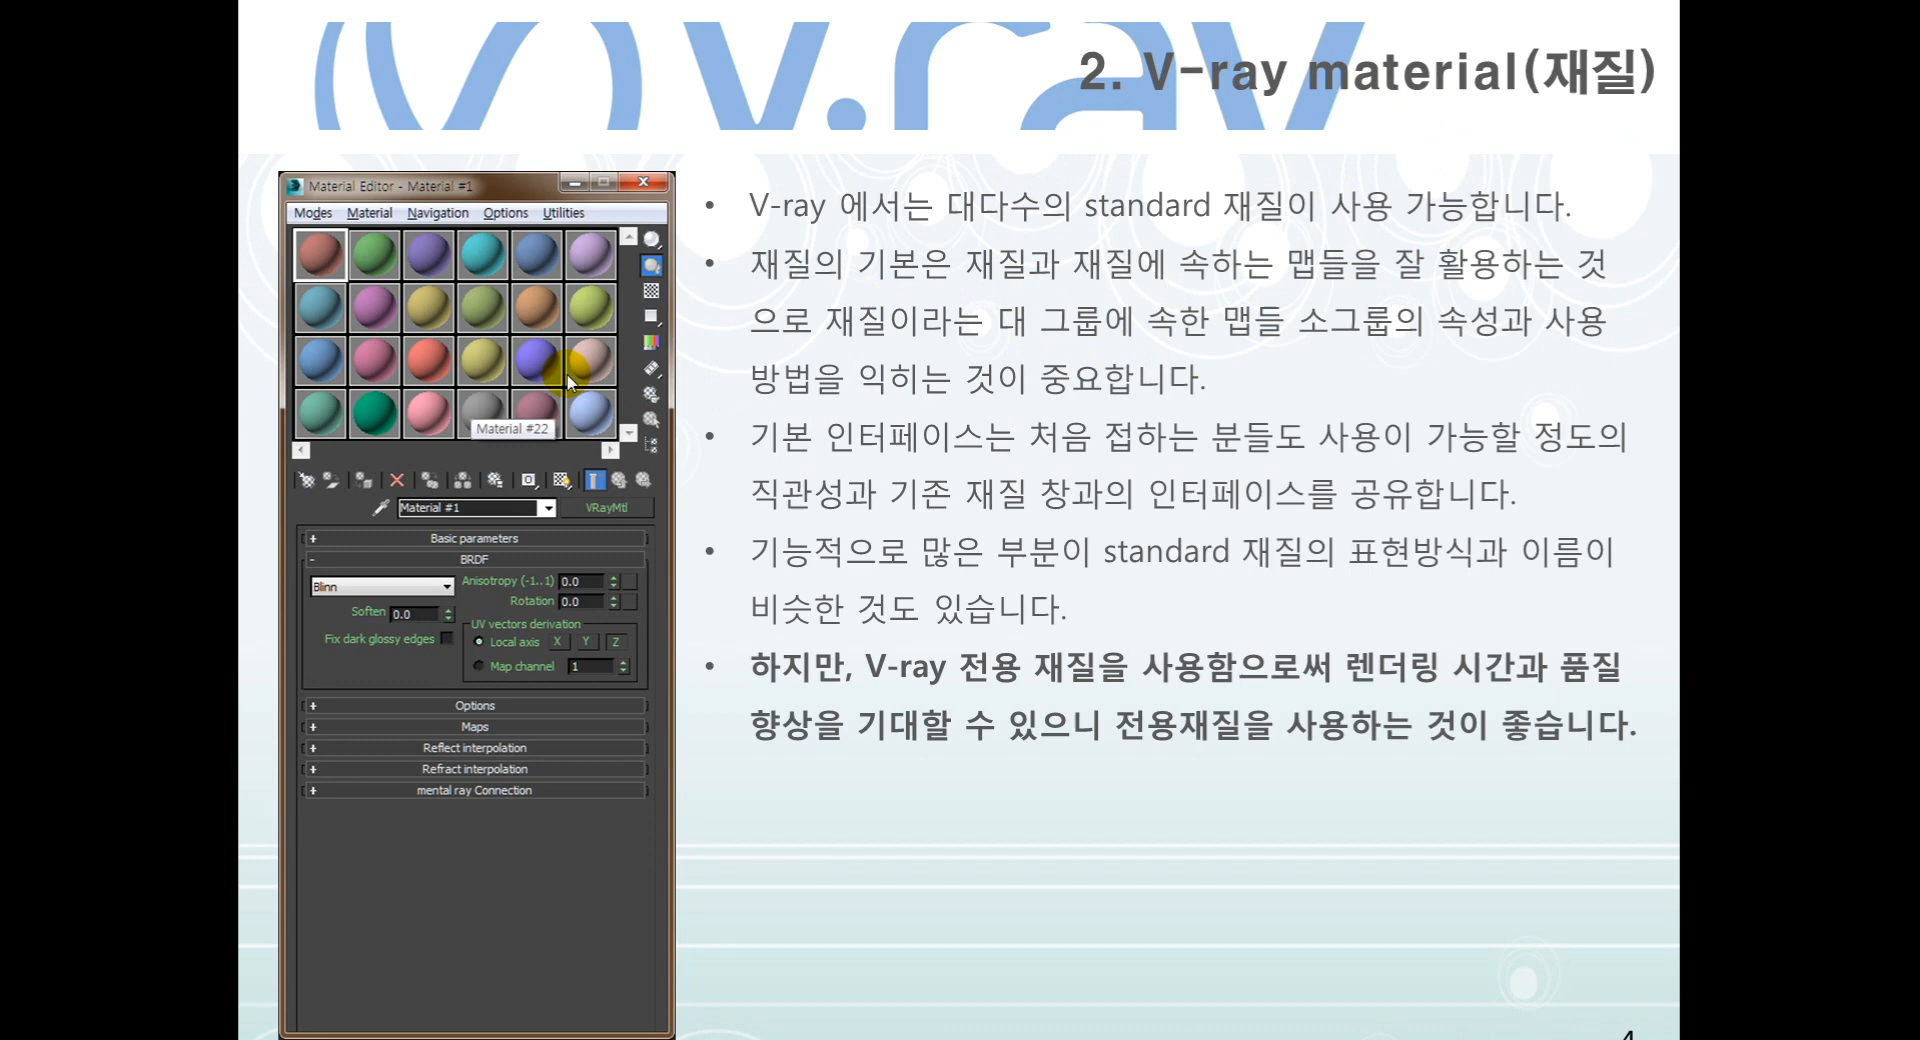 v.ray
2. V-ray material(재질)
Material Editor - Material #1
Modes Material Navigation Options Utilities
Material #22
Material #1
VRayMtl
+ Basic parameters
- BRDF
Blinn
Anisotropy (-1..1) 0.0
Rotation 0.0
Soften 0.0
UV vectors derivation
Fix dark glossy edges
Local axis X Y Z
Map channel 1
+ Options
+ Maps
+ Reflect interpolation
+ Refract interpolation
+ mental ray Connection
• V-ray 에서는 대다수의 standard 재질이 사용 가능합니다.
• 재질의 기본은 재질과 재질에 속하는 맵들을 잘 활용하는 것
으로 재질이라는 대 그룹에 속한 맵들 소그룹의 속성과 사용
방법을 익히는 것이 중요합니다.
• 기본 인터페이스는 처음 접하는 분들도 사용이 가능할 정도의
직관성과 기존 재질 창과의 인터페이스를 공유합니다.
• 기능적으로 많은 부분이 standard 재질의 표현방식과 이름이
비슷한 것도 있습니다.
• 하지만, V-ray 전용 재질을 사용함으로써 렌더링 시간과 품질
향상을 기대할 수 있으니 전용재질을 사용하는 것이 좋습니다.
4